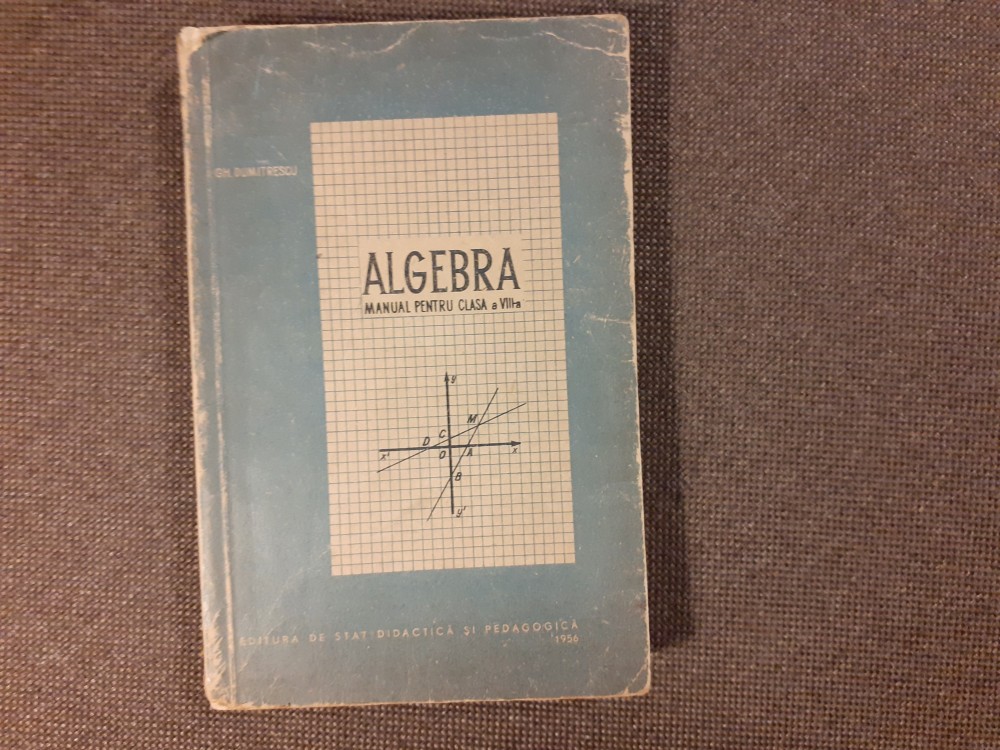 GH. DUMITRESCU
ALGEBRA
MANUAL PENTRU CLASA a VIII-a
y
M
C
D
x'
O
A
x
B
y'
EDITURA DE STAT DIDACTICĂ ȘI PEDAGOGICĂ
1956